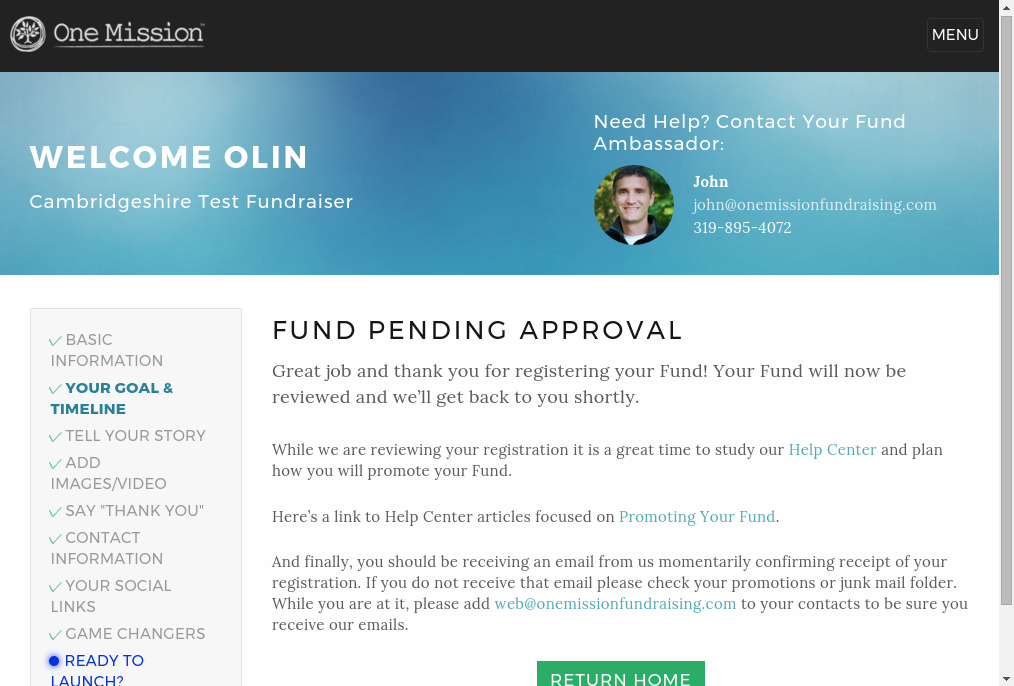 One Mission
MENU
WELCOME OLIN
Cambridgeshire Test Fundraiser
Need Help? Contact Your Fund
Ambassador:
John
john@onemissionfundraising.com
319-895-4072
BASIC
INFORMATION
YOUR GOAL &
TIMELINE
TELL YOUR STORY
ADD
IMAGES/VIDEO
SAY "THANK YOU"
CONTACT
INFORMATION
YOUR SOCIAL
LINKS
GAME CHANGERS
READY TO
LAUNCH?
FUND PENDING APPROVAL
Great job and thank you for registering your Fund! Your Fund will now be
reviewed and we’ll get back to you shortly.
While we are reviewing your registration it is a great time to study our Help Center and plan
how you will promote your Fund.
Here’s a link to Help Center articles focused on Promoting Your Fund.
And finally, you should be receiving an email from us momentarily confirming receipt of your
registration. If you do not receive that email please check your promotions or junk mail folder.
While you are at it, please add web@onemissionfundraising.com to your contacts to be sure you
receive our emails.
RETURN HOME